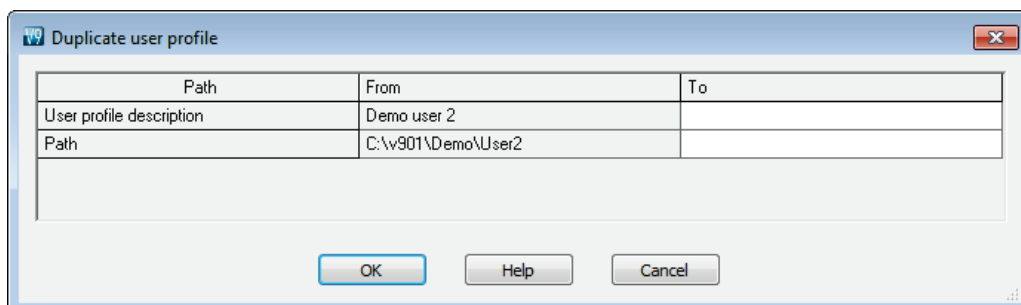 V9 Duplicate user profile
Path From To
User profile description Demo user 2
Path C:\v901\Demo\User2
OK Help Cancel